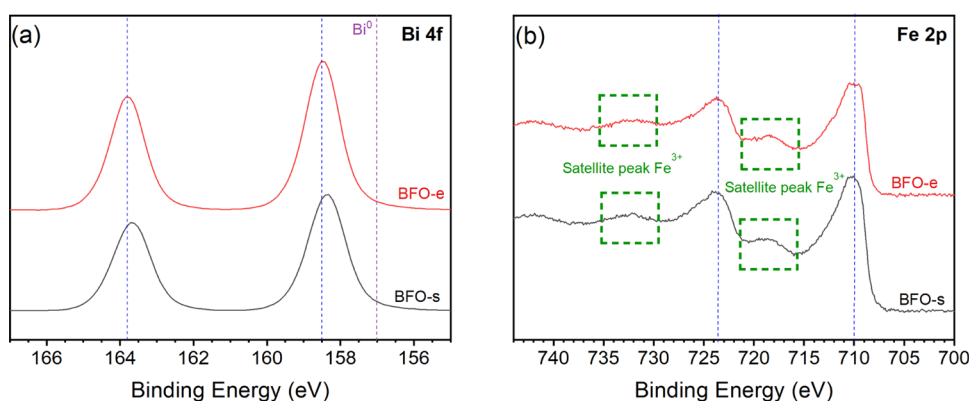 (a)
Bi⁰
Bi 4f
BFO-e
BFO-s
166 164 162 160 158 156
Binding Energy (eV)
(b)
Fe 2p
Satellite peak Fe³⁺
Satellite peak Fe³⁺
BFO-e
BFO-s
740 735 730 725 720 715 710 705 700
Binding Energy (eV)